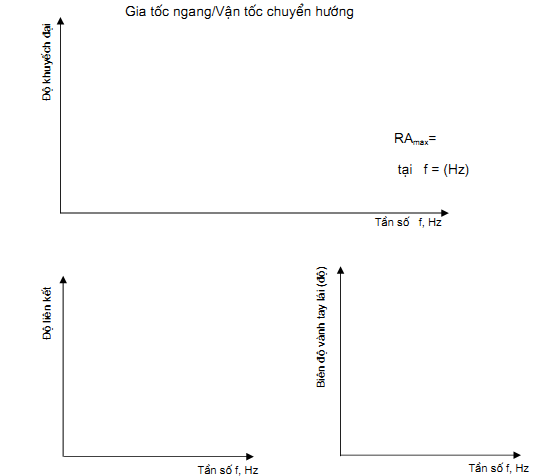 Gia tốc ngang/Vận tốc chuyển hướng
Độ khuyếch đại
RAmax=
tại f = (Hz)
Tần số f, Hz
Độ liên kết
Tần số f, Hz
Biên độ vành tay lái (độ)
Tần số f, Hz